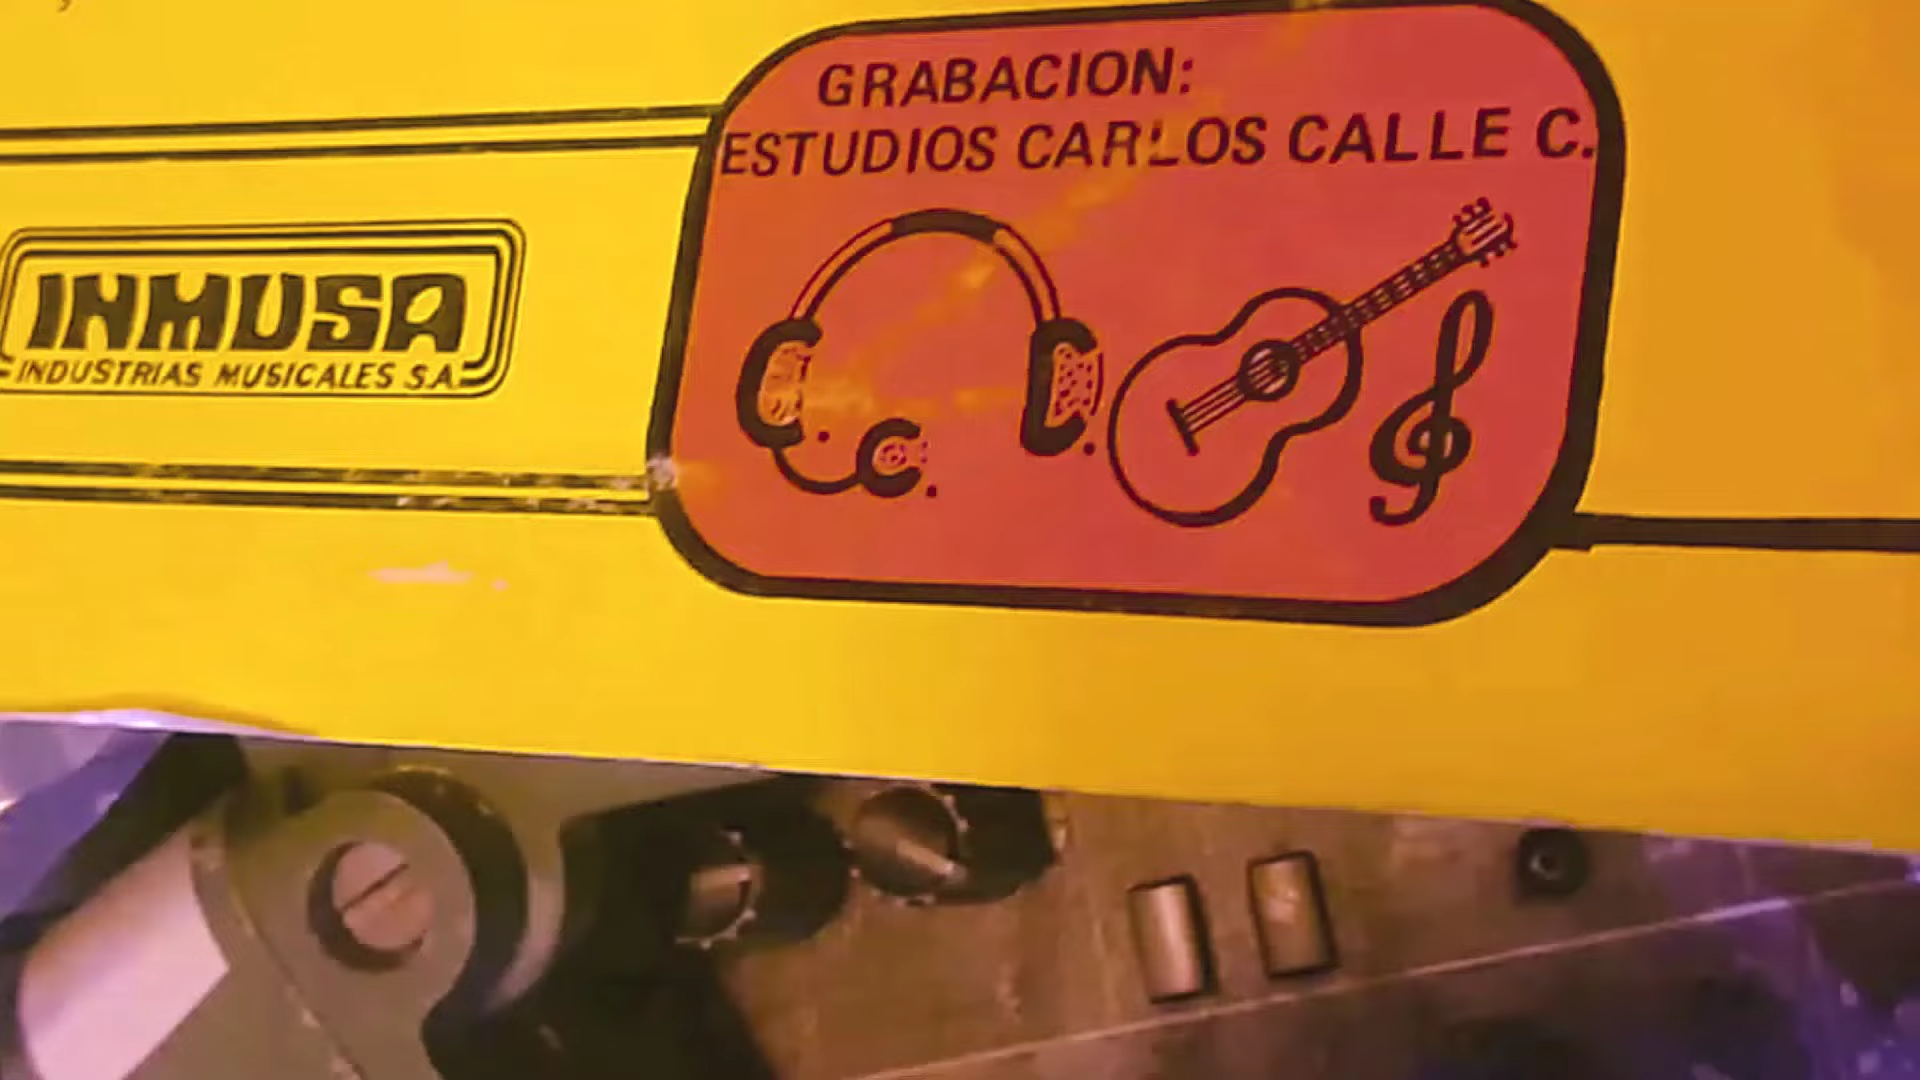 GRABACION:
ESTUDIOS CARLOS CALLE C.
INMUSA
INDUSTRIAS MUSICALES S.A.
C. C. C.